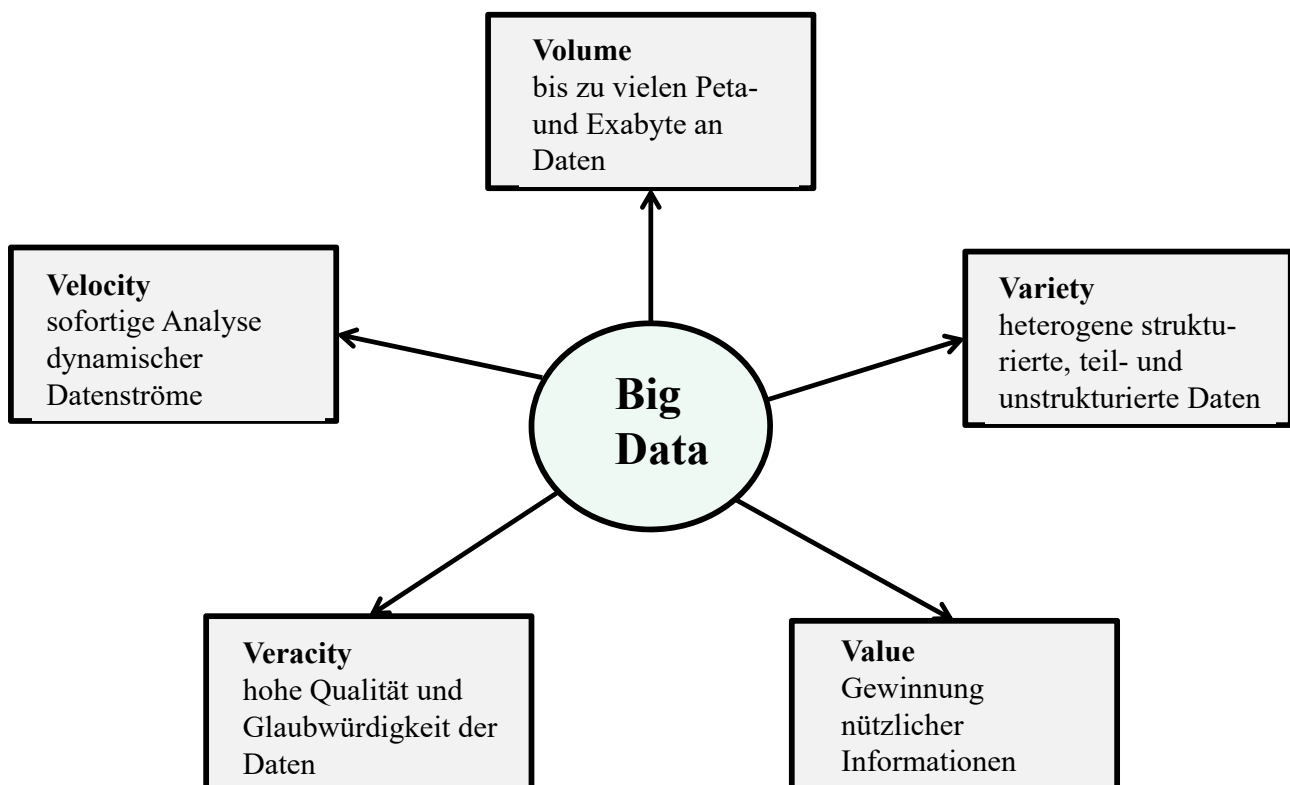 Volume
bis zu vielen Peta-
und Exabyte an
Daten
Velocity
sofortige Analyse
dynamischer
Datenströme
Variety
heterogene struktu-
rierte, teil- und
unstrukturierte Daten
Big
Data
Veracity
hohe Qualität und
Glaubwürdigkeit der
Daten
Value
Gewinnung
nützlicher
Informationen